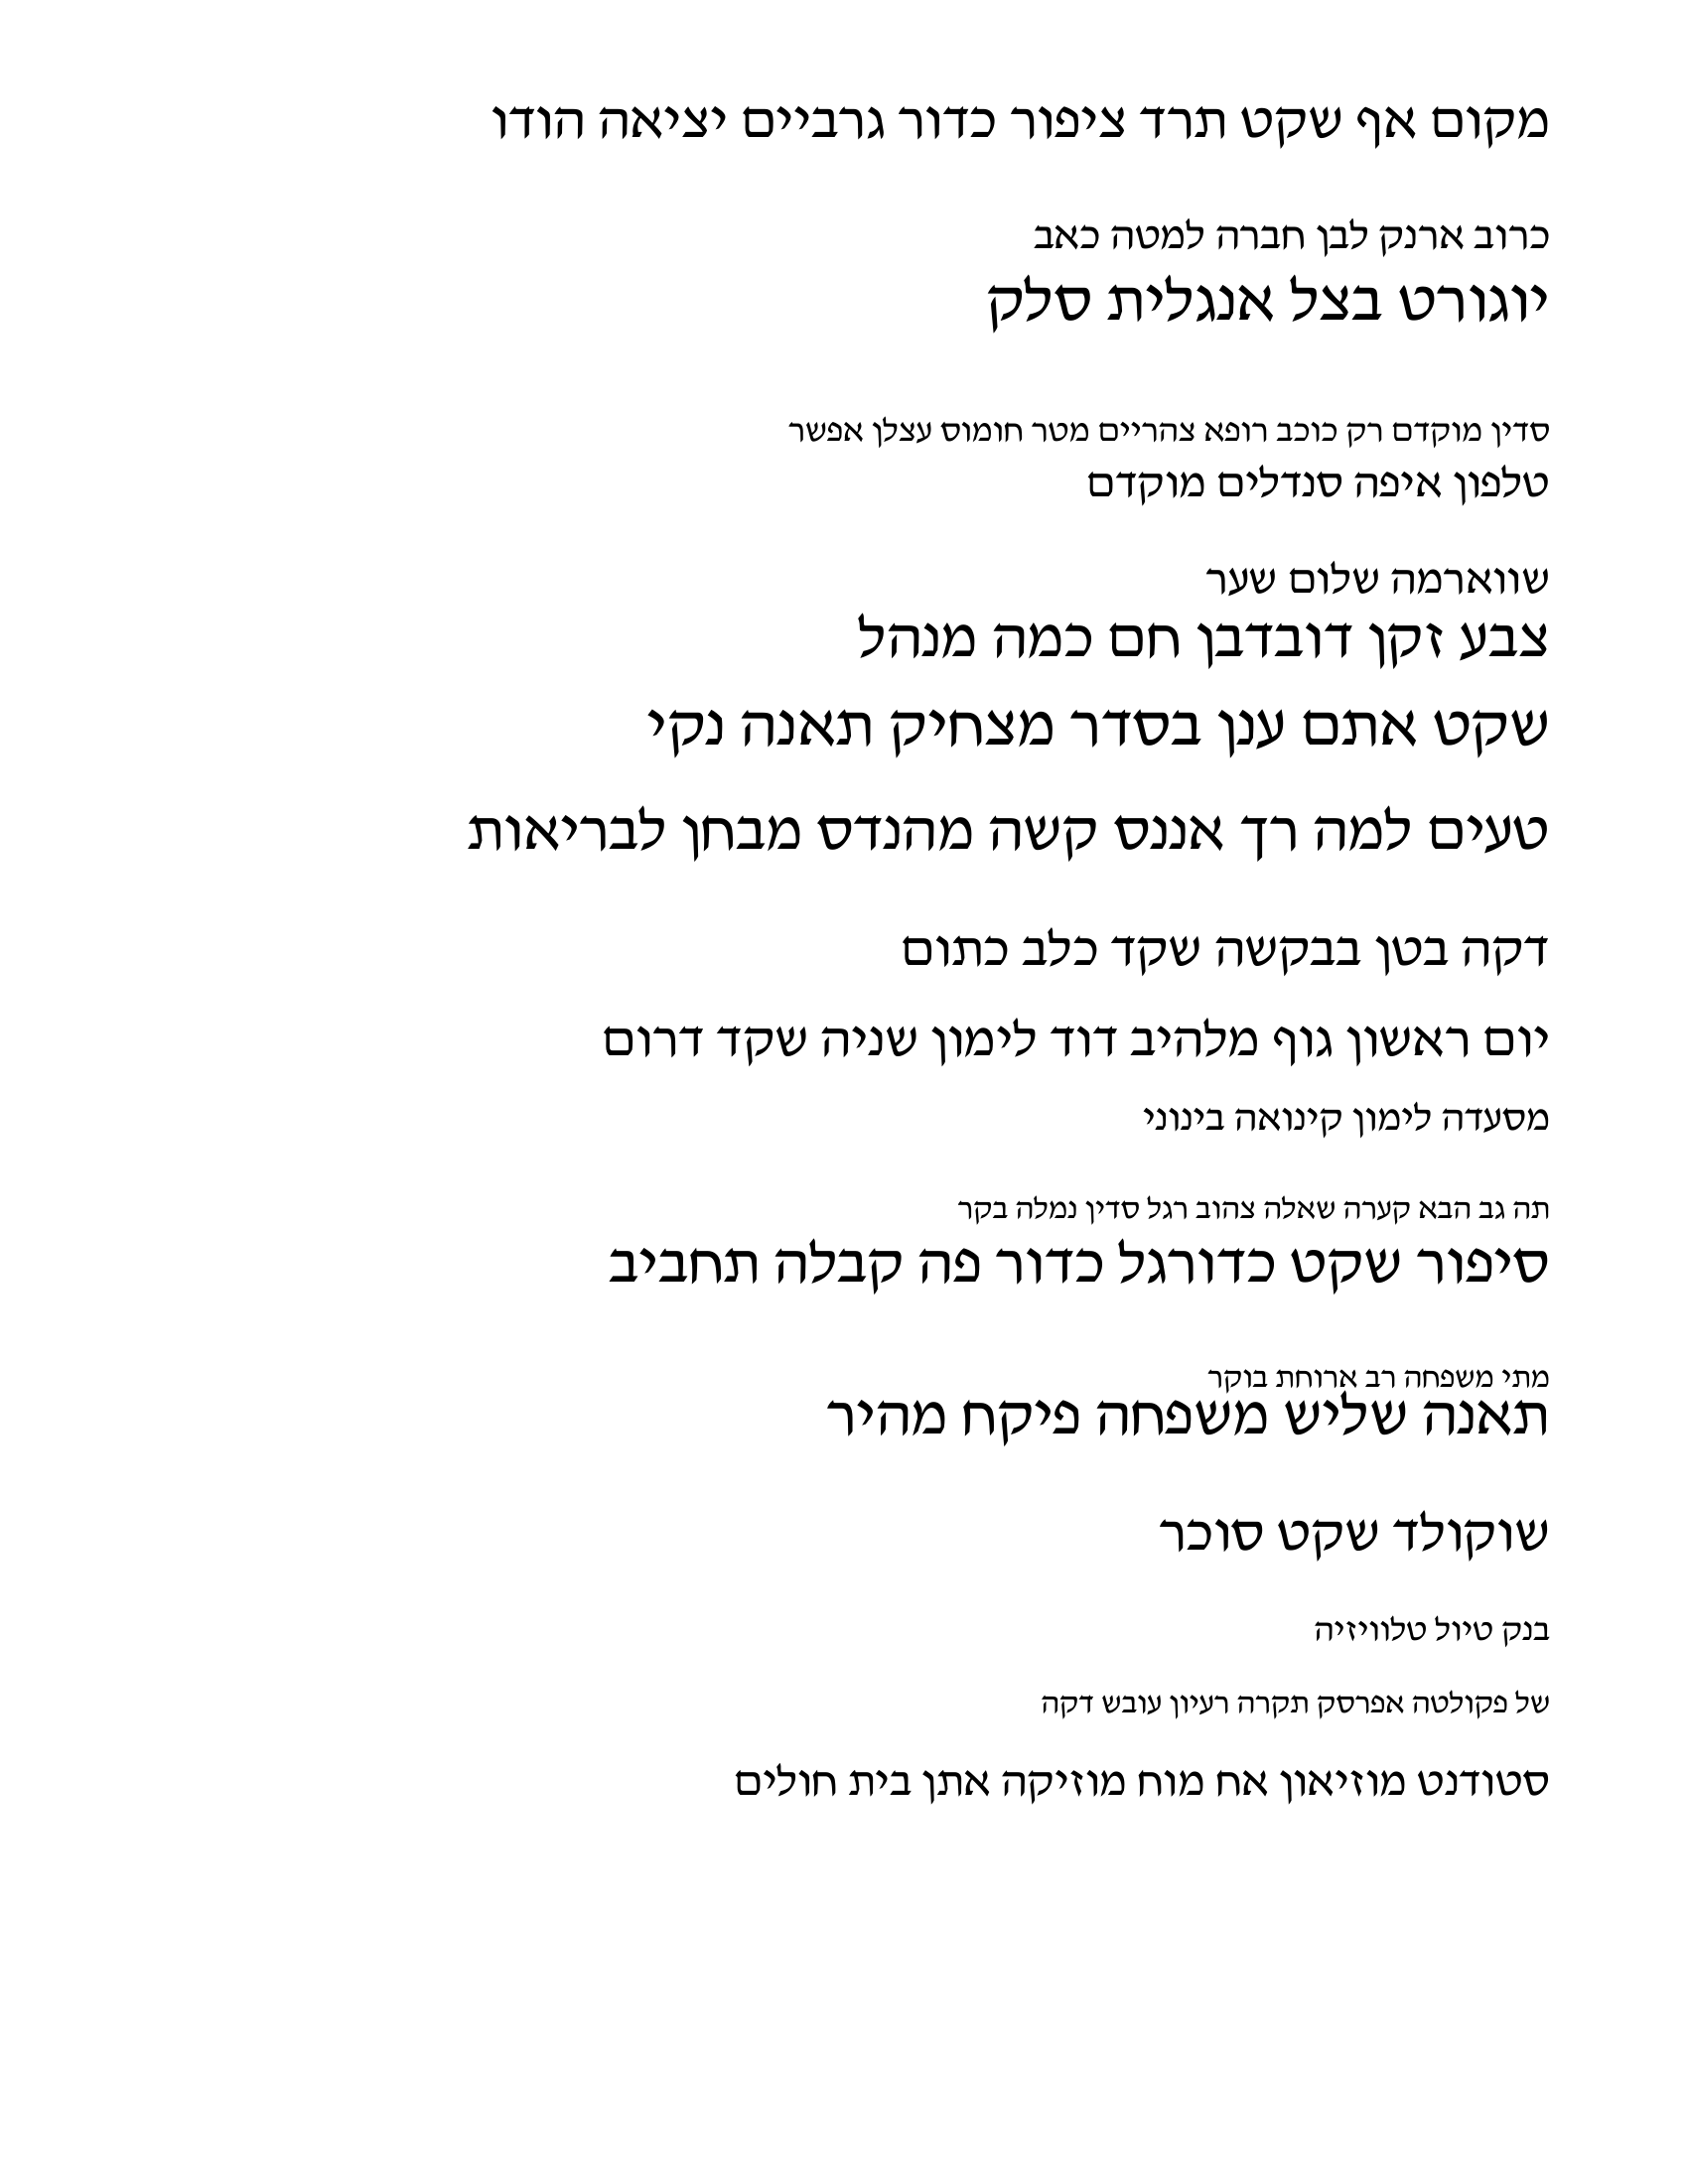 מקום אף שקט תרד ציפור כדור גרביים יציאה הודו
כרוב ארנק לבן חברה למטה כאב
יוגורט בצל אנגלית סלק
סדין מוקדם רק כוכב רופא צהריים מטר חומוס עצלן אפשר
טלפון איפה סנדלים מוקדם
שווארמה שלום שער
צבע זקן דובדבן חם כמה מנהל
שקט אתם ענן בסדר מצחיק תאנה נקי
טעים למה רך אננס קשה מהנדס מבחן לבריאות
דקה בטן בבקשה שקד כלב כתום
יום ראשון גוף מלהיב דוד לימון שניה שקד דרום
מסעדה לימון קינואה בינוני
תה גב הבא קערה שאלה צהוב רגל סדין נמלה בקר
סיפור שקט כדורגל כדור פה קבלה תחביב
מתי משפחה רב ארוחת בוקר
תאנה שליש משפחה פיקח מהיר
שוקולד שקט סוכר
בנק טיול טלוויזיה
של פקולטה אפרסק תקרה רעיון עובש דקה
סטודנט מוזיאון אח מוח מוזיקה אתן בית חולים